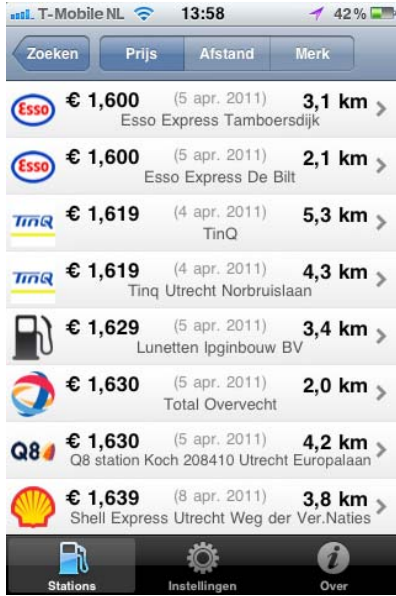 T-Mobile NL 13:58 42%
Zoeken Prijs Afstand Merk
Esso € 1,600 (5 apr. 2011) 3,1 km
Esso Express Tamboersdijk
Esso € 1,600 (5 apr. 2011) 2,1 km
Esso Express De Bilt
TinQ € 1,619 (4 apr. 2011) 5,3 km
TinQ
TinQ € 1,619 (4 apr. 2011) 4,3 km
Tinq Utrecht Norbruislaan
€ 1,629 (5 apr. 2011) 3,4 km
Lunetten Ipginbouw BV
€ 1,630 (5 apr. 2011) 2,0 km
Total Overvecht
Q8 € 1,630 (5 apr. 2011) 4,2 km
Q8 station Koch 208410 Utrecht Europalaan
€ 1,639 (8 apr. 2011) 3,8 km
Shell Express Utrecht Weg der Ver.Naties
Stations Instellingen Over